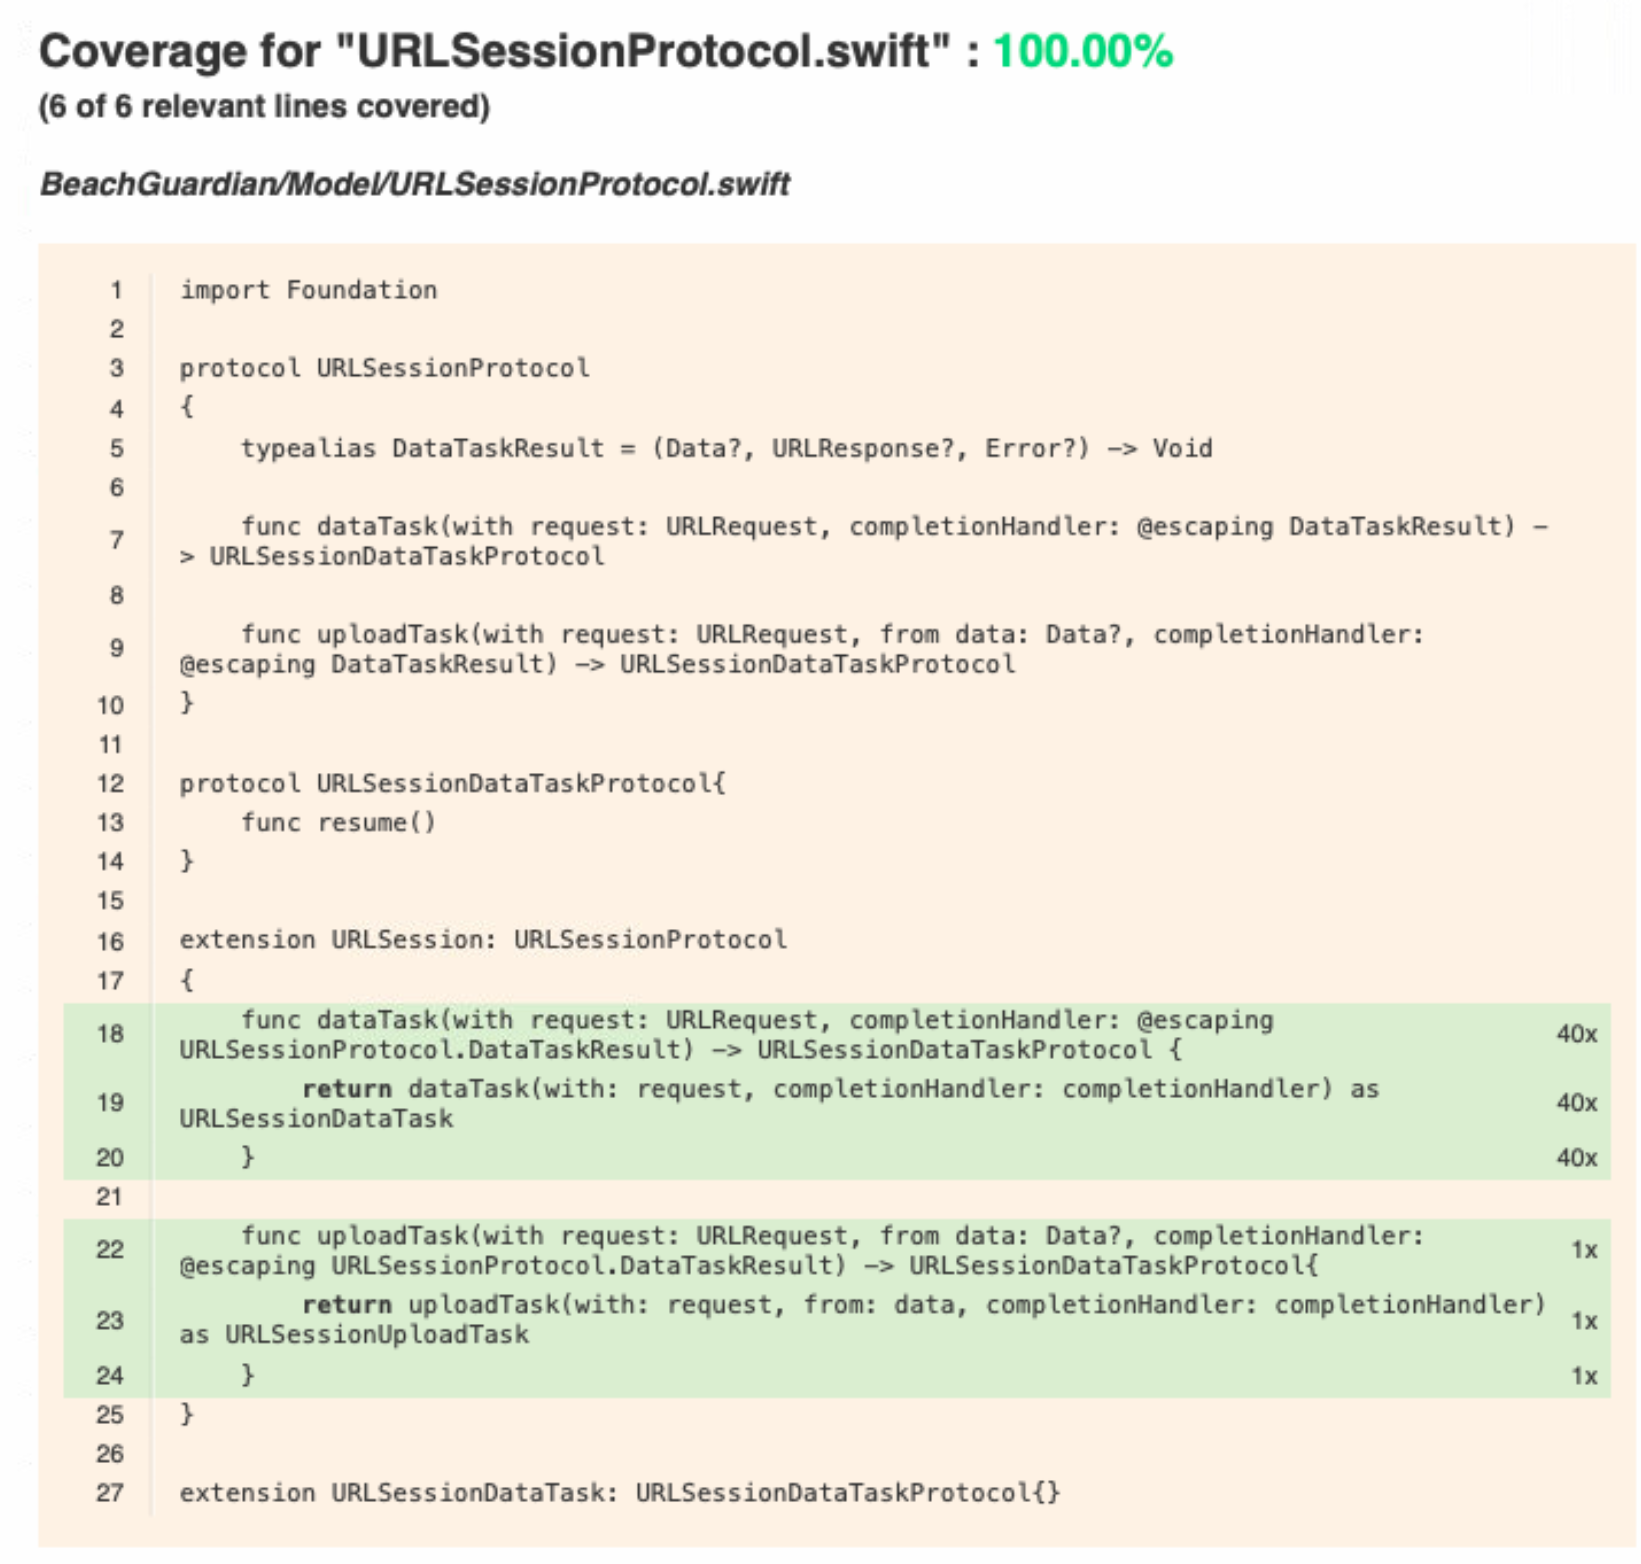 Coverage for "URLSessionProtocol.swift" : 100.00%
(6 of 6 relevant lines covered)
BeachGuardian/Model/URLSessionProtocol.swift
1 import Foundation
2
3 protocol URLSessionProtocol
4 {
5     typealias DataTaskResult = (Data?, URLResponse?, Error?) -> Void
6
7     func dataTask(with request: URLRequest, completionHandler: @escaping DataTaskResult) -
> URLSessionDataTaskProtocol
8
9     func uploadTask(with request: URLRequest, from data: Data?, completionHandler:
@escaping DataTaskResult) -> URLSessionDataTaskProtocol
10 }
11
12 protocol URLSessionDataTaskProtocol{
13     func resume()
14 }
15
16 extension URLSession: URLSessionProtocol
17 {
18     func dataTask(with request: URLRequest, completionHandler: @escaping 40x
URLSessionProtocol.DataTaskResult) -> URLSessionDataTaskProtocol {
19         return dataTask(with: request, completionHandler: completionHandler) as 40x
URLSessionDataTask
20     } 40x
21
22     func uploadTask(with request: URLRequest, from data: Data?, completionHandler: 1x
@escaping URLSessionProtocol.DataTaskResult) -> URLSessionDataTaskProtocol{
23         return uploadTask(with: request, from: data, completionHandler: completionHandler) 1x
as URLSessionUploadTask
24     } 1x
25 }
26
27 extension URLSessionDataTask: URLSessionDataTaskProtocol{}